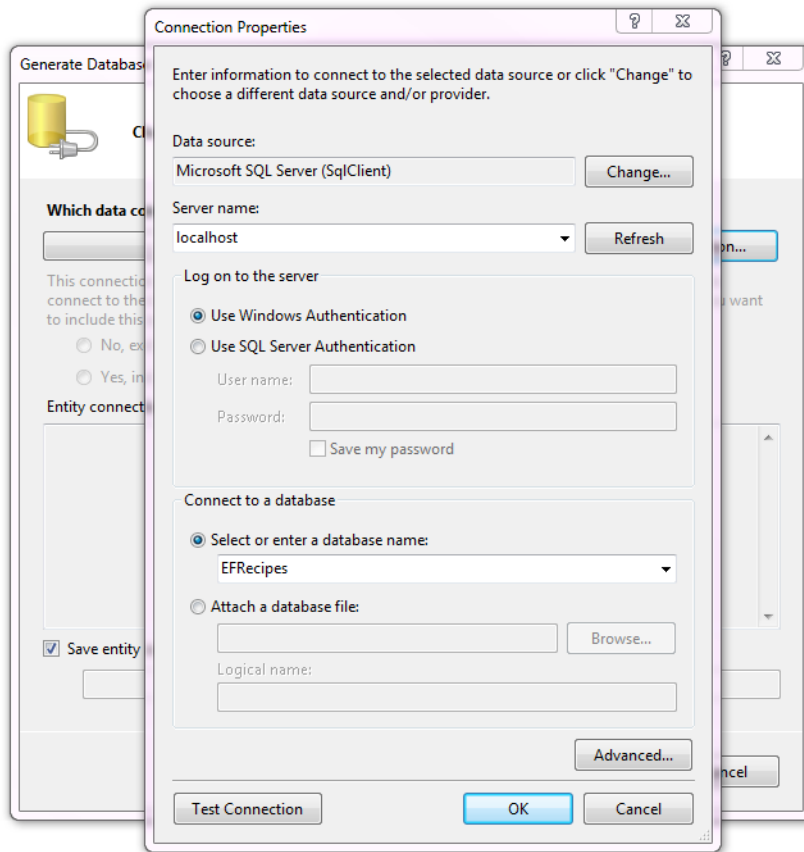 Connection Properties
Enter information to connect to the selected data source or click "Change" to
choose a different data source and/or provider.
Data source:
Microsoft SQL Server (SqlClient)
Change...
Server name:
localhost
Refresh
Log on to the server
Use Windows Authentication
Use SQL Server Authentication
User name:
Password:
Save my password
Connect to a database
Select or enter a database name:
EFRecipes
Attach a database file:
Browse...
Logical name:
Advanced...
Test Connection
OK
Cancel
Generate Databas
Which data co
This connectio
connect to the
u want
to include this
No, ex
Yes, in
Entity connect
Save entity
ncel